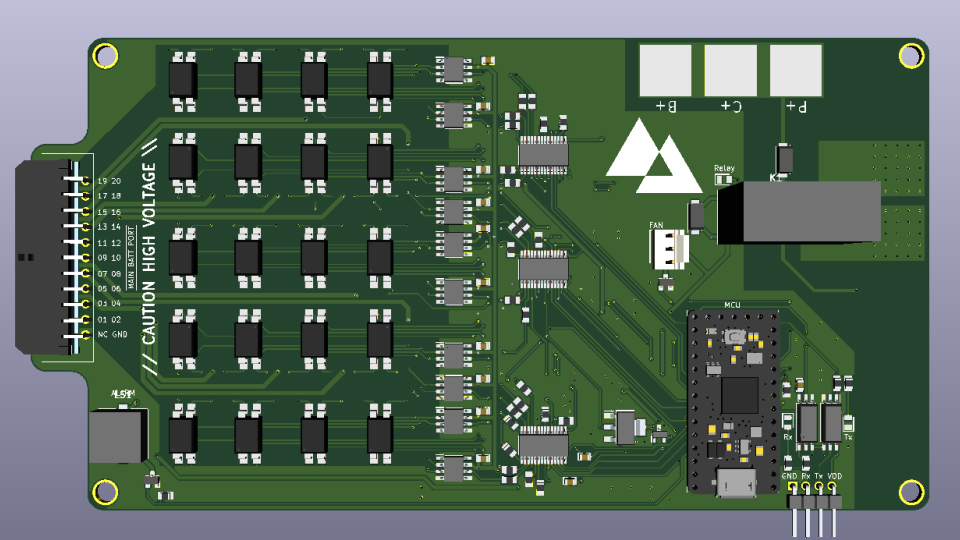 B+
C+
P+
Relay
K1
FAN
19 20
17 18
15 16
13 14
11 12
09 10
07 08
05 06
03 04
01 02
NC GND
MAIN BATT PORT
// CAUTION HIGH VOLTAGE \\
MCU
Rx
Tx
GND Rx Tx VDD